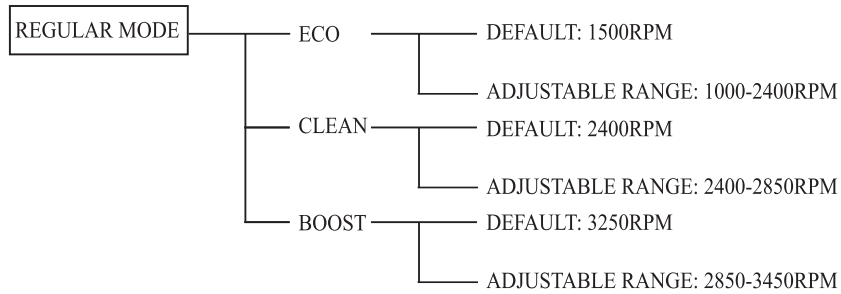 REGULAR MODE
ECO
DEFAULT: 1500RPM
ADJUSTABLE RANGE: 1000-2400RPM
CLEAN
DEFAULT: 2400RPM
ADJUSTABLE RANGE: 2400-2850RPM
BOOST
DEFAULT: 3250RPM
ADJUSTABLE RANGE: 2850-3450RPM